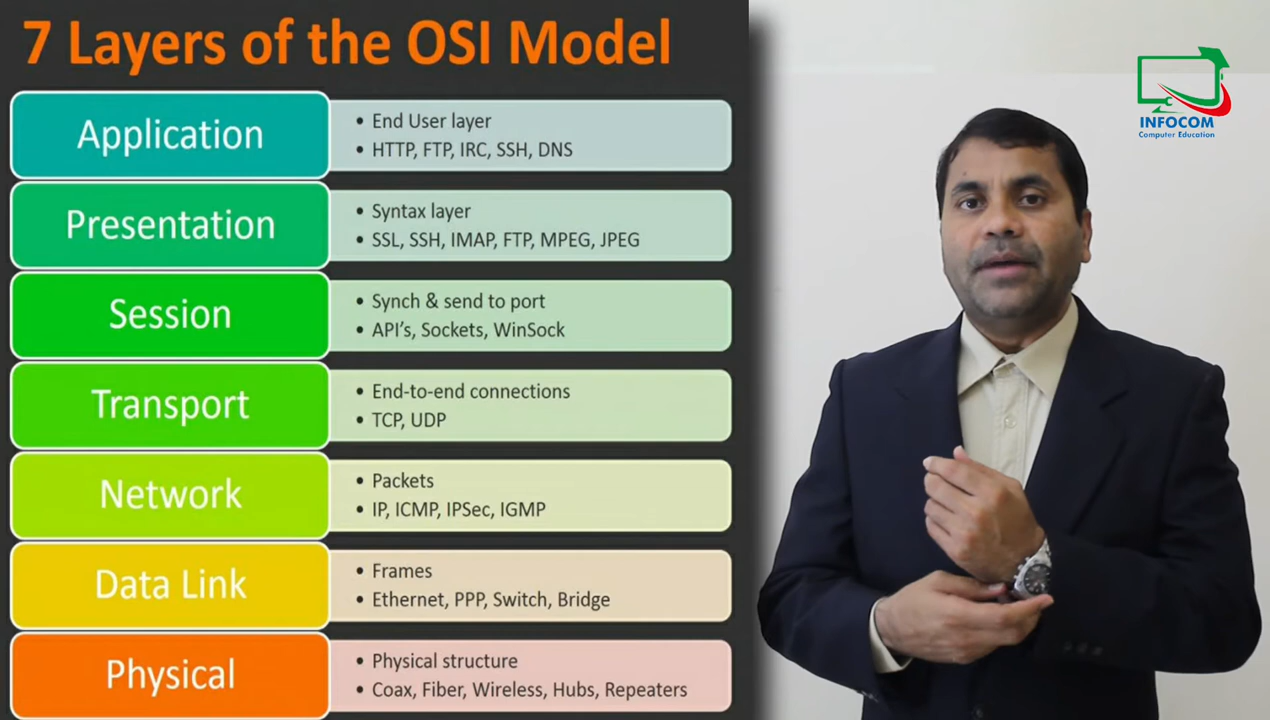 7 Layers of the OSI Model
Application
• End User layer
• HTTP, FTP, IRC, SSH, DNS
Presentation
• Syntax layer
• SSL, SSH, IMAP, FTP, MPEG, JPEG
Session
• Synch & send to port
• API's, Sockets, WinSock
Transport
• End-to-end connections
• TCP, UDP
Network
• Packets
• IP, ICMP, IPSec, IGMP
Data Link
• Frames
• Ethernet, PPP, Switch, Bridge
Physical
• Physical structure
• Coax, Fiber, Wireless, Hubs, Repeaters
INFOCOM
Computer Education